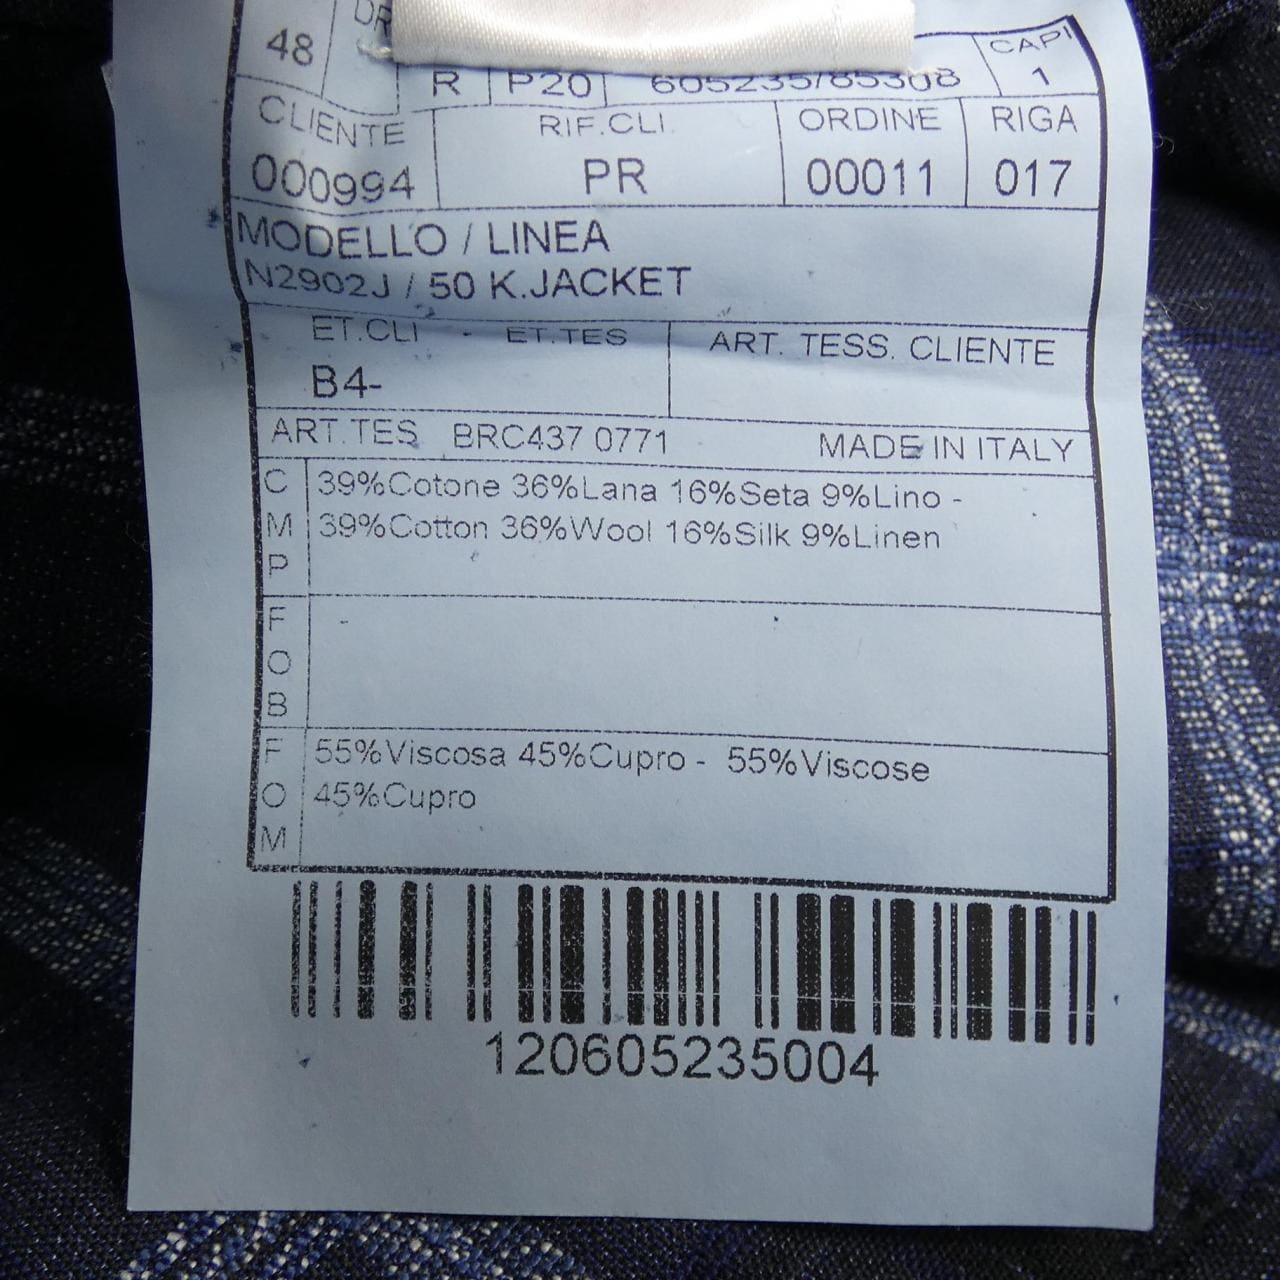 48 DR
R P20 605235/85308 CAPI 1
CLIENTE RIF.CLI. ORDINE RIGA
000994 PR 00011 017
MODELLO / LINEA
N2902J / 50 K.JACKET
ET.CLI - ET.TES ART. TESS. CLIENTE
B4-
ART.TES BRC437 0771 MADE IN ITALY
C 39%Cotone 36%Lana 16%Seta 9%Lino -
M 39%Cotton 36%Wool 16%Silk 9%Linen
P
F -
O
B
F 55%Viscosa 45%Cupro - 55%Viscose
O 45%Cupro
M
120605235004